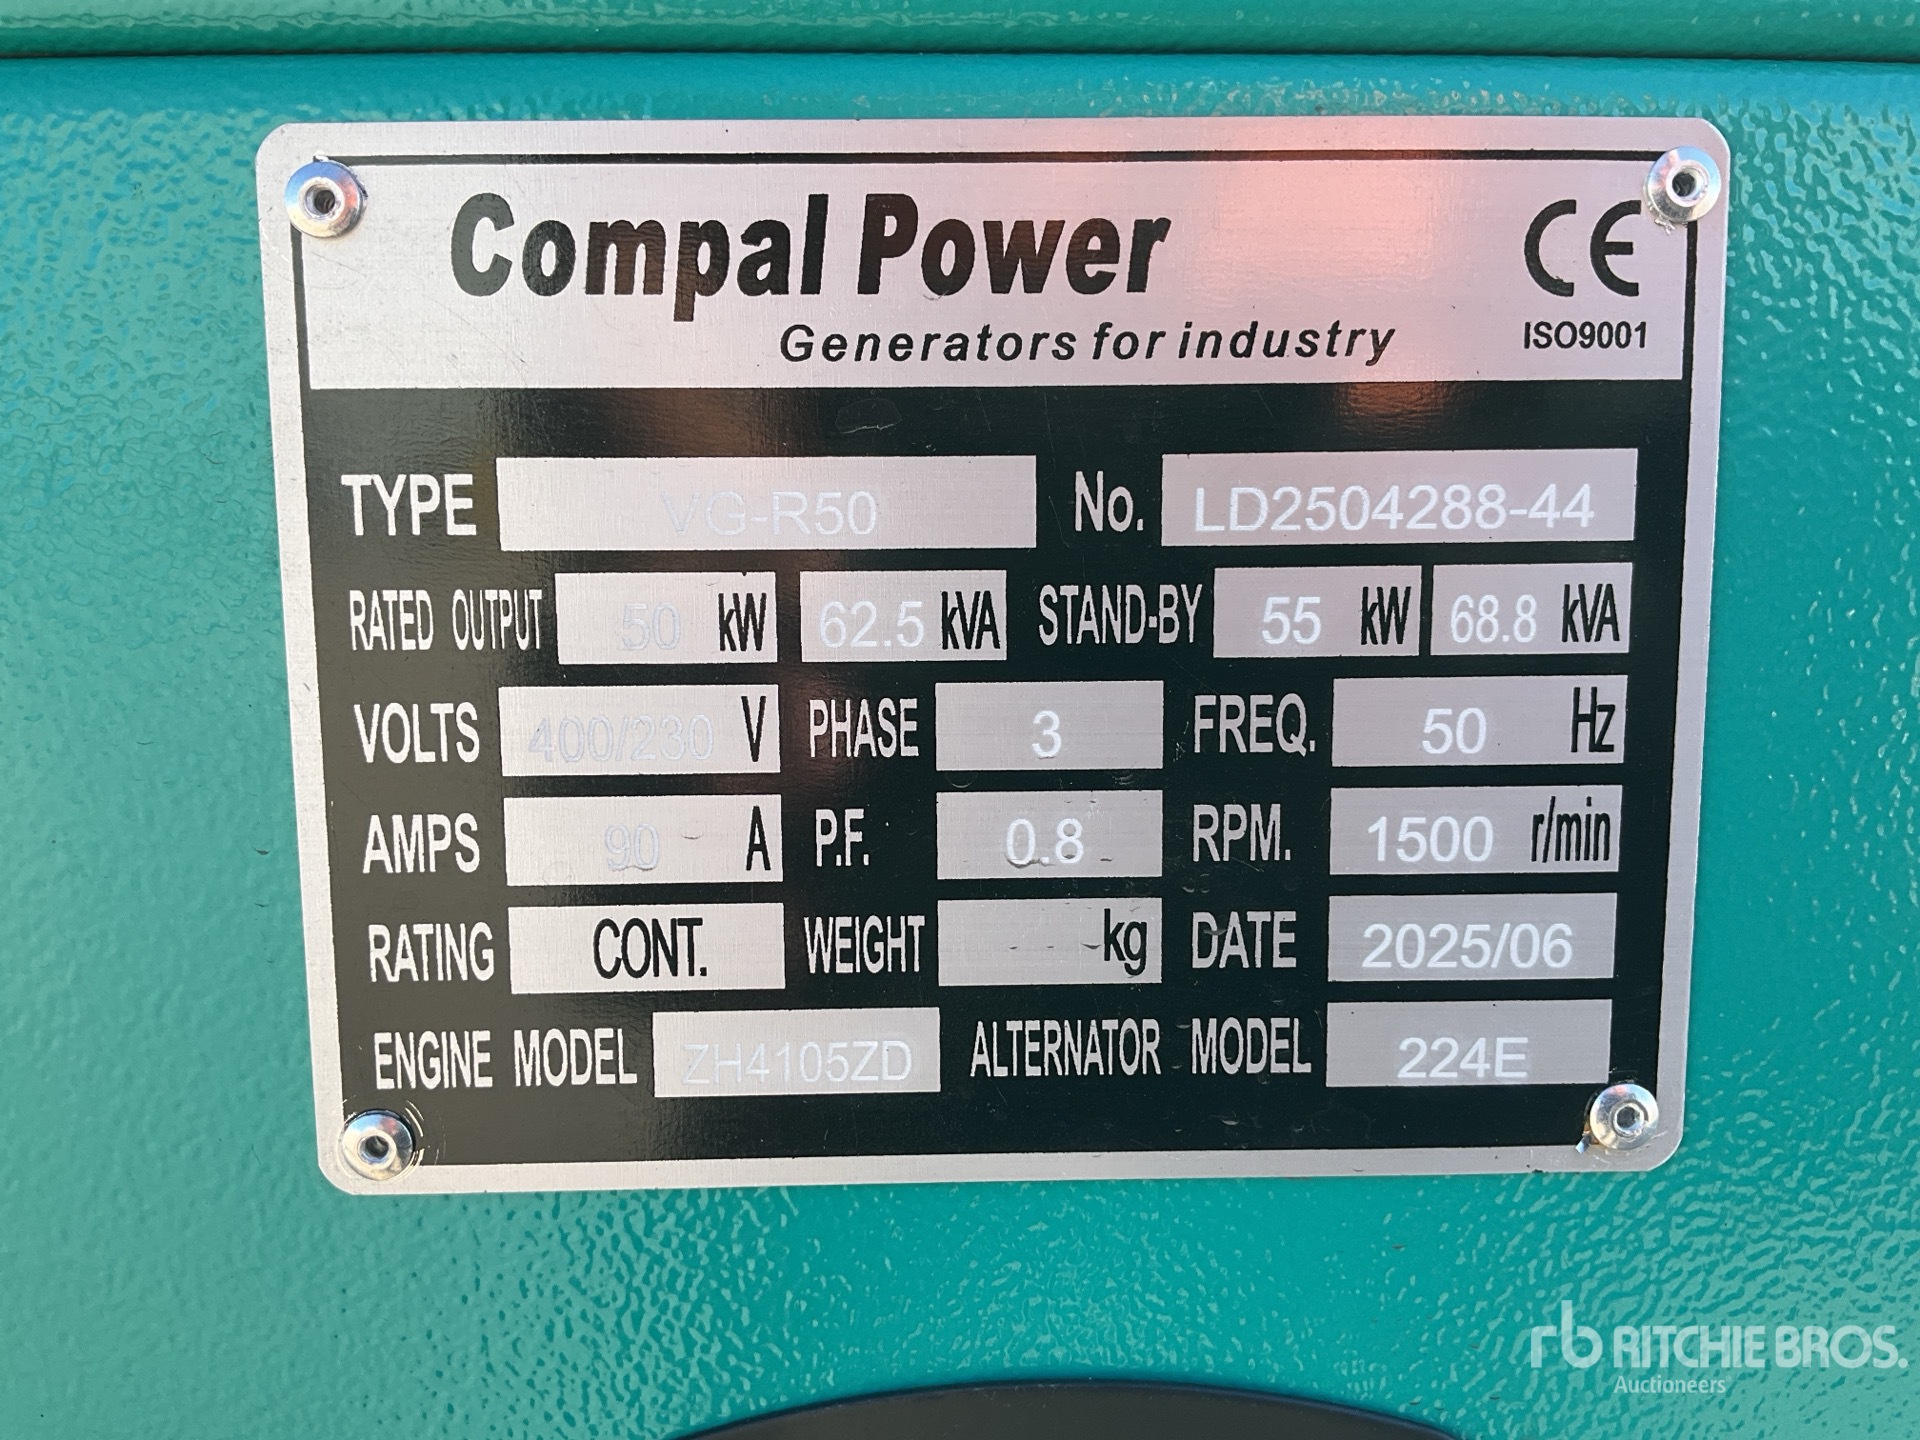 Compal Power
CE
Generators for industry
ISO9001
TYPE VG-R50 No. LD2504288-44
RATED OUTPUT 50 kW 62.5 kVA STAND-BY 55 kW 68.8 kVA
VOLTS 400/230 V PHASE 3 FREQ. 50 Hz
AMPS 90 A P.F. 0.8 RPM. 1500 r/min
RATING CONT. WEIGHT kg DATE 2025/06
ENGINE MODEL ZH4105ZD ALTERNATOR MODEL 224E
rb RITCHIE BROS.
Auctioneers